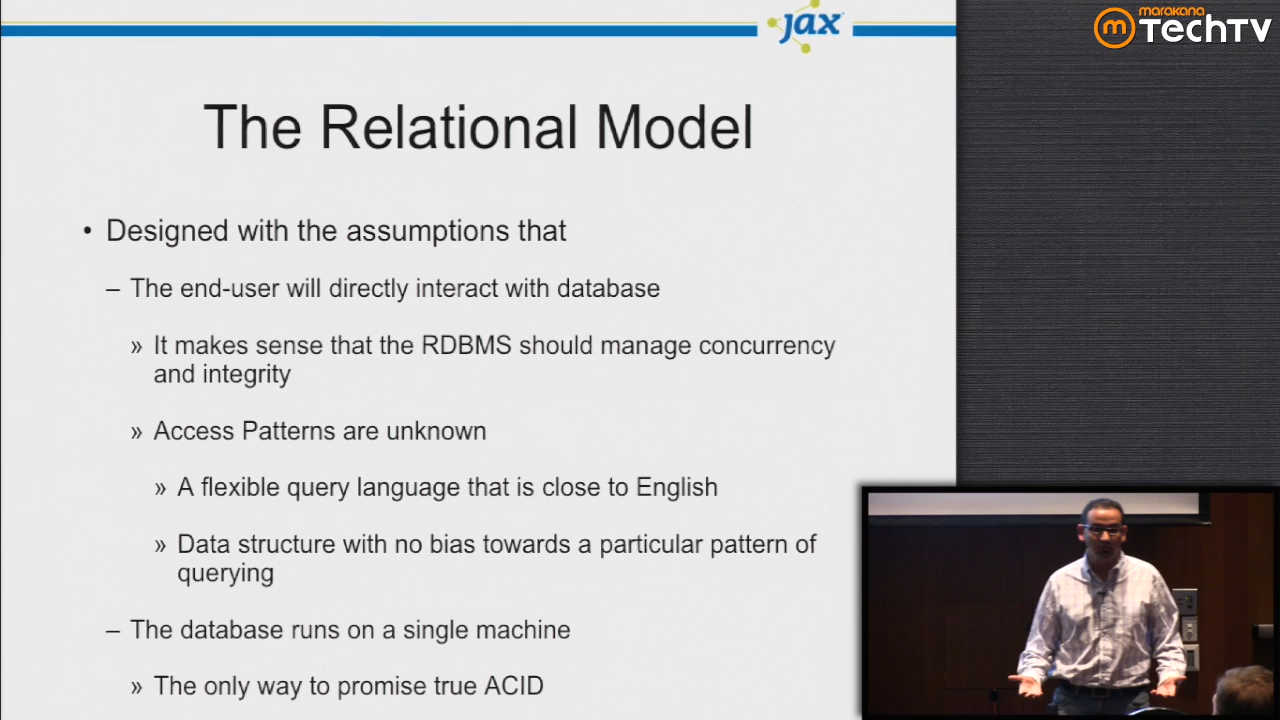 jax
marakana
m TechTV
The Relational Model
• Designed with the assumptions that
– The end-user will directly interact with database
» It makes sense that the RDBMS should manage concurrency
and integrity
» Access Patterns are unknown
» A flexible query language that is close to English
» Data structure with no bias towards a particular pattern of
querying
– The database runs on a single machine
» The only way to promise true ACID